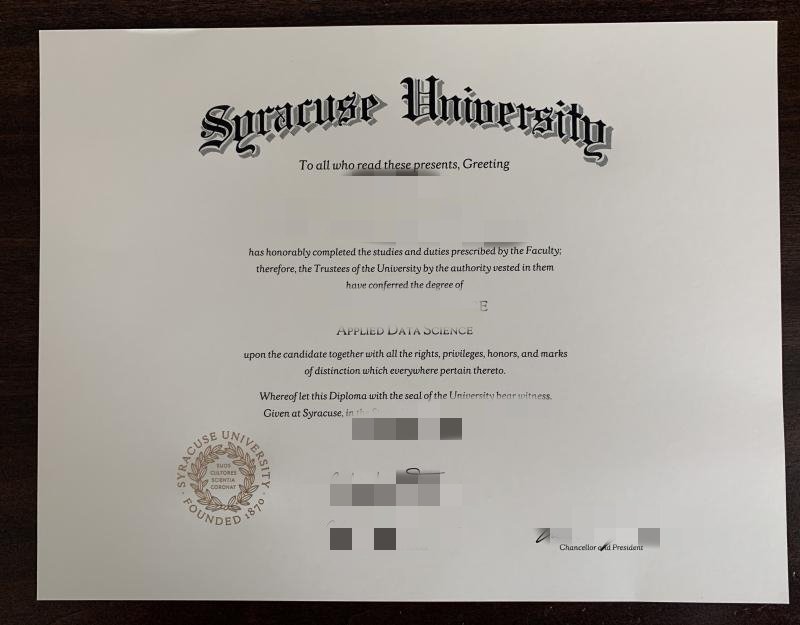 Syracuse University
To all who read these presents, Greeting
has honorably completed the studies and duties prescribed by the Faculty;
therefore, the Trustees of the University by the authority vested in them
have conferred the degree of
E
APPLIED DATA SCIENCE
upon the candidate together with all the rights, privileges, honors, and marks
of distinction which everywhere pertain thereto.
Whereof let this Diploma with the seal of the University bear witness.
Given at Syracuse, in the
SYRACUSE UNIVERSITY
SUOS
CULTORES
SCIENTIA
CORONAT
FOUNDED 1870
Chancellor and President